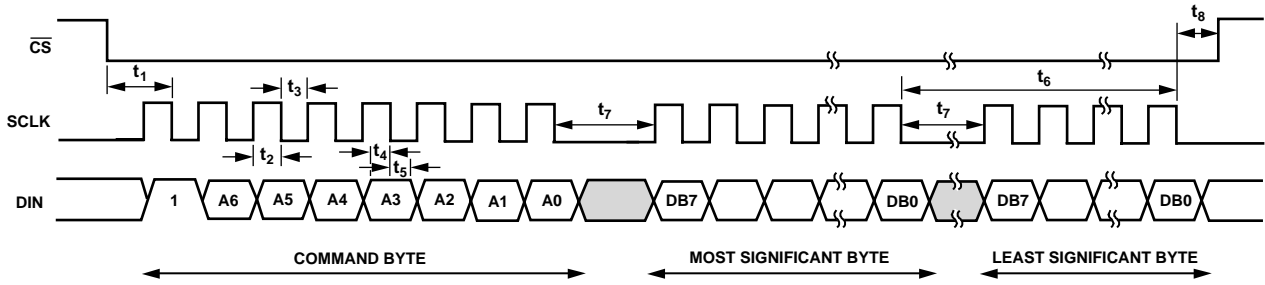 t8
CS
t1
t3
t6
SCLK
t7
t7
t2
t4
t5
DIN
1
A6
A5
A4
A3
A2
A1
A0
DB7
DB0
DB7
DB0
COMMAND BYTE
MOST SIGNIFICANT BYTE
LEAST SIGNIFICANT BYTE